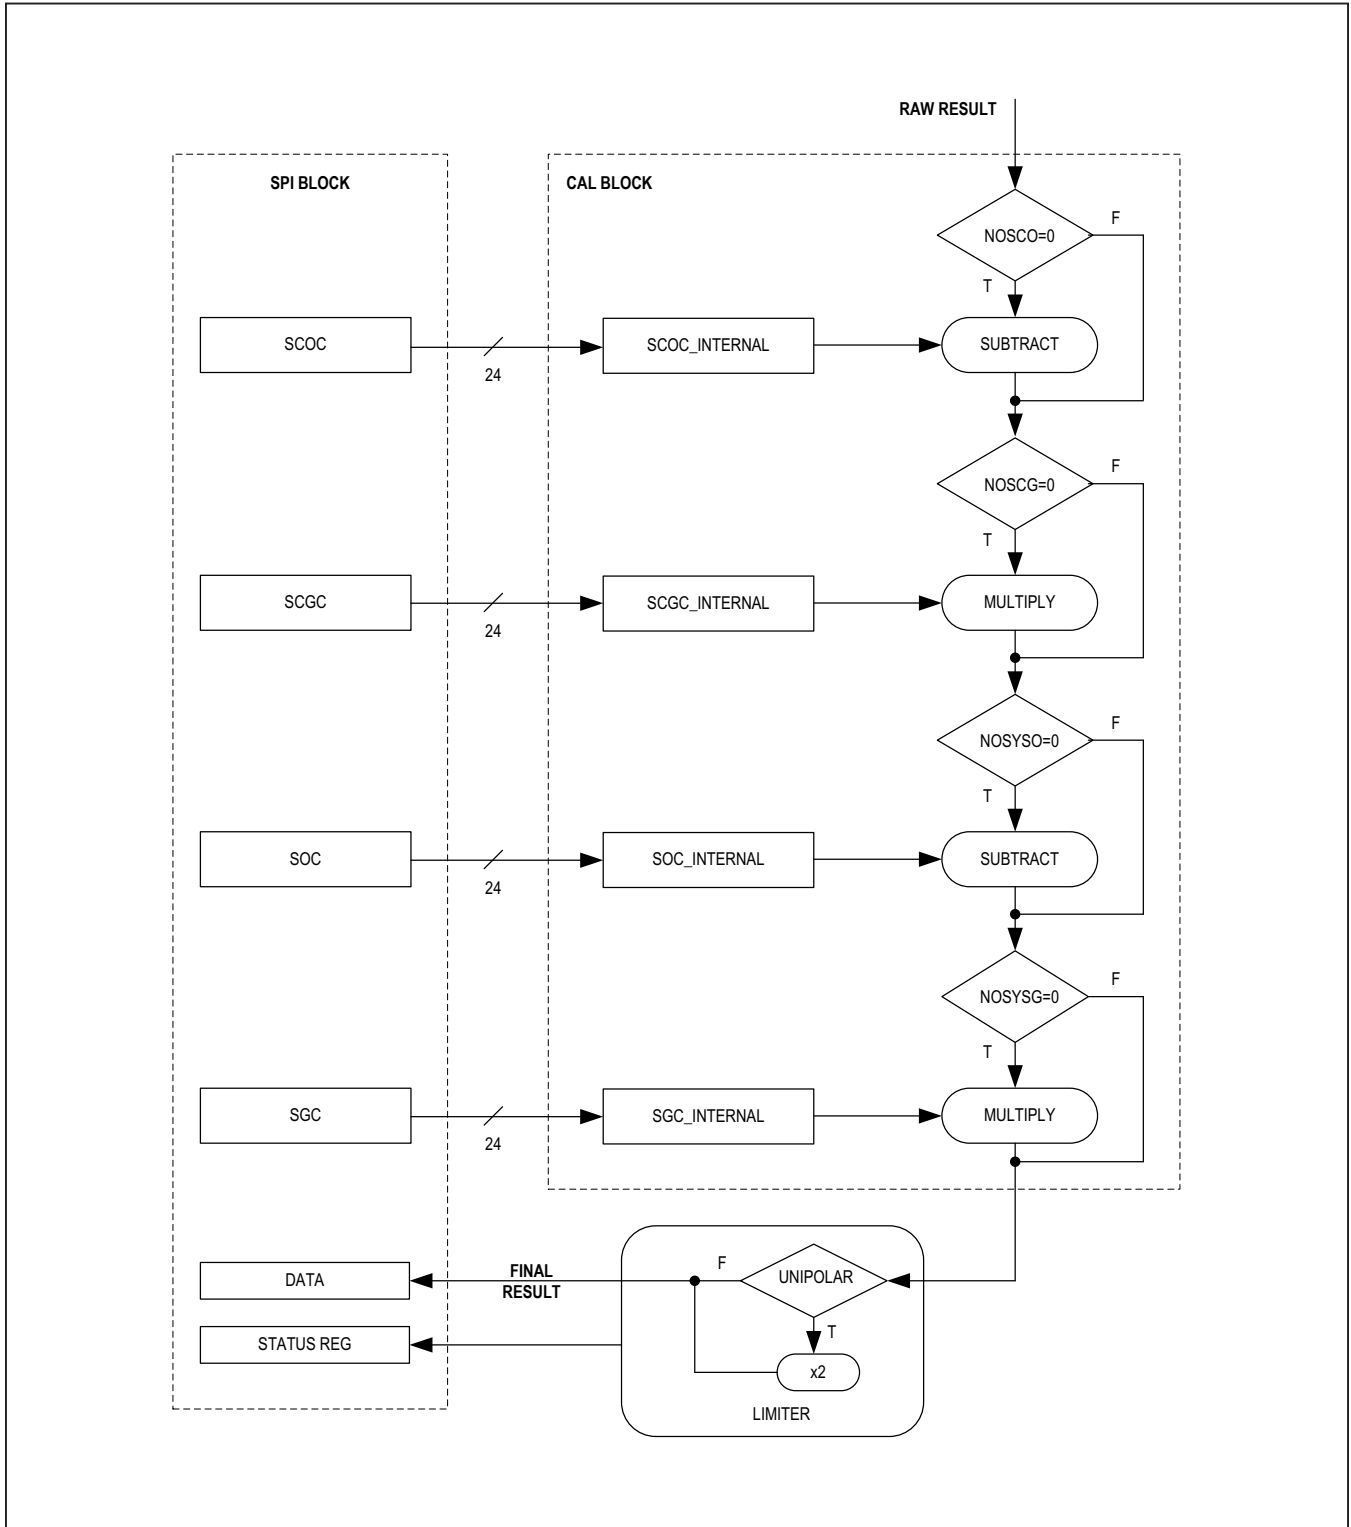 RAW RESULT
SPI BLOCK
CAL BLOCK
NOSCO=0
F
T
SCOC
24
SCOC_INTERNAL
SUBTRACT
NOSCG=0
F
T
SCGC
24
SCGC_INTERNAL
MULTIPLY
NOSYSO=0
F
T
SOC
24
SOC_INTERNAL
SUBTRACT
NOSYSG=0
F
T
SGC
24
SGC_INTERNAL
MULTIPLY
DATA
FINAL
RESULT
F
UNIPOLAR
T
STATUS REG
x2
LIMITER